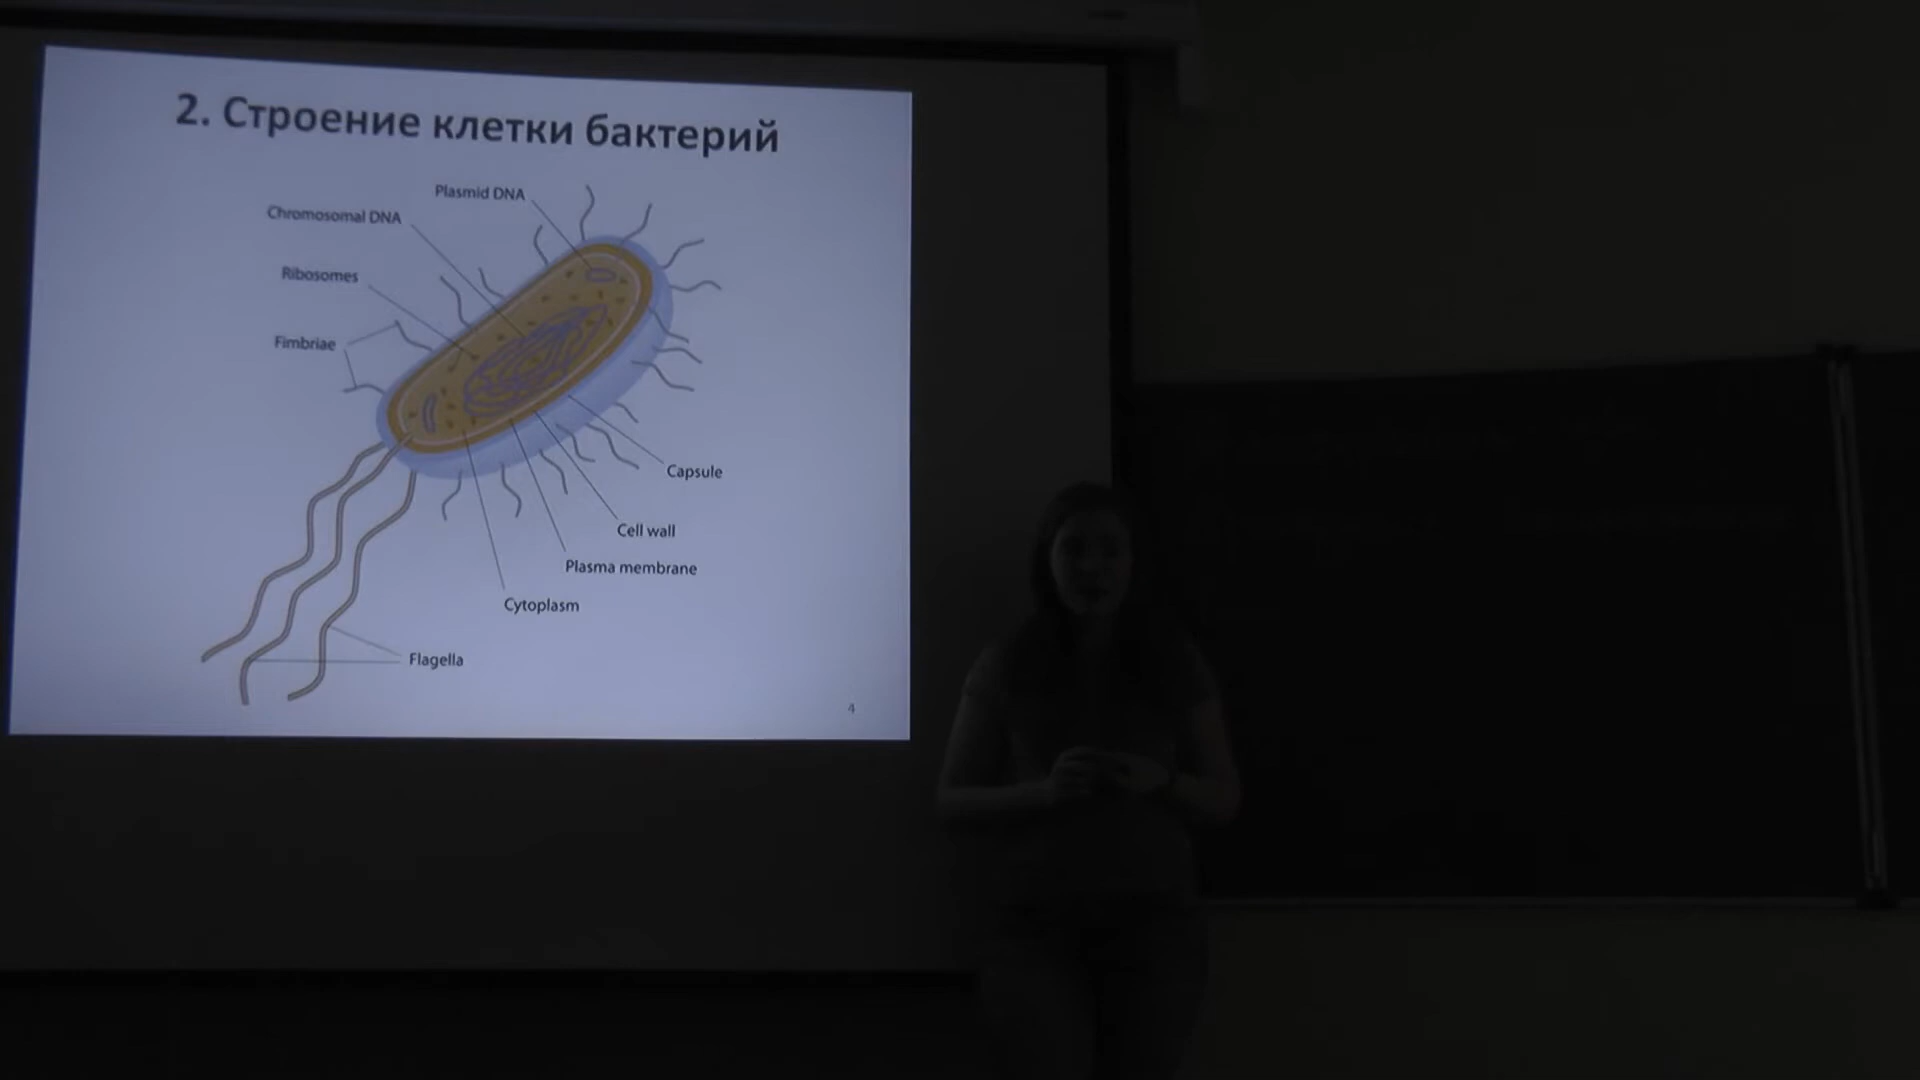 2. Строение клетки бактерий
Plasmid DNA
Chromosomal DNA
Ribosomes
Fimbriae
Capsule
Cell wall
Plasma membrane
Cytoplasm
Flagella
4